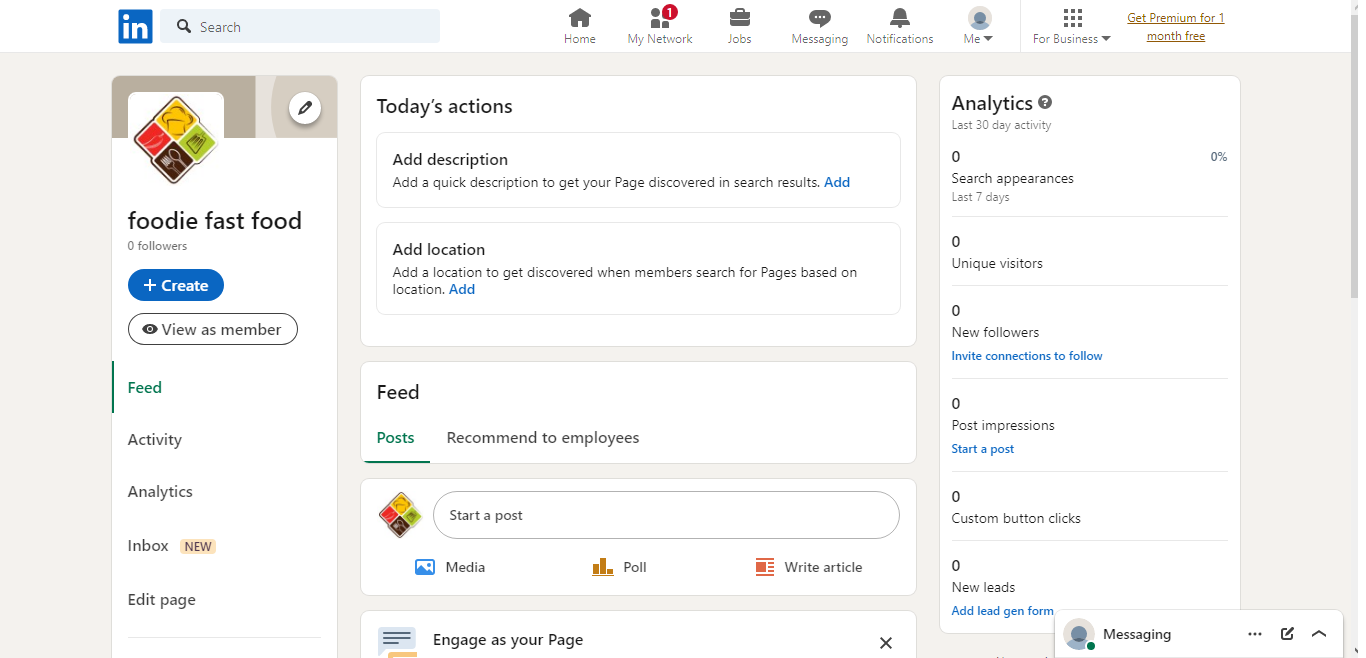 in
Search
Home
1
My Network
Jobs
Messaging
Notifications
Me
For Business
Get Premium for 1
month free
foodie fast food
0 followers
+ Create
View as member
Feed
Activity
Analytics
Inbox NEW
Edit page
Today's actions
Add description
Add a quick description to get your Page discovered in search results. Add
Add location
Add a location to get discovered when members search for Pages based on
location. Add
Feed
Posts Recommend to employees
Start a post
Media Poll Write article
Engage as your Page
Analytics ?
Last 30 day activity
0 0%
Search appearances
Last 7 days
0
Unique visitors
0
New followers
Invite connections to follow
0
Post impressions
Start a post
0
Custom button clicks
0
New leads
Add lead gen form
Messaging